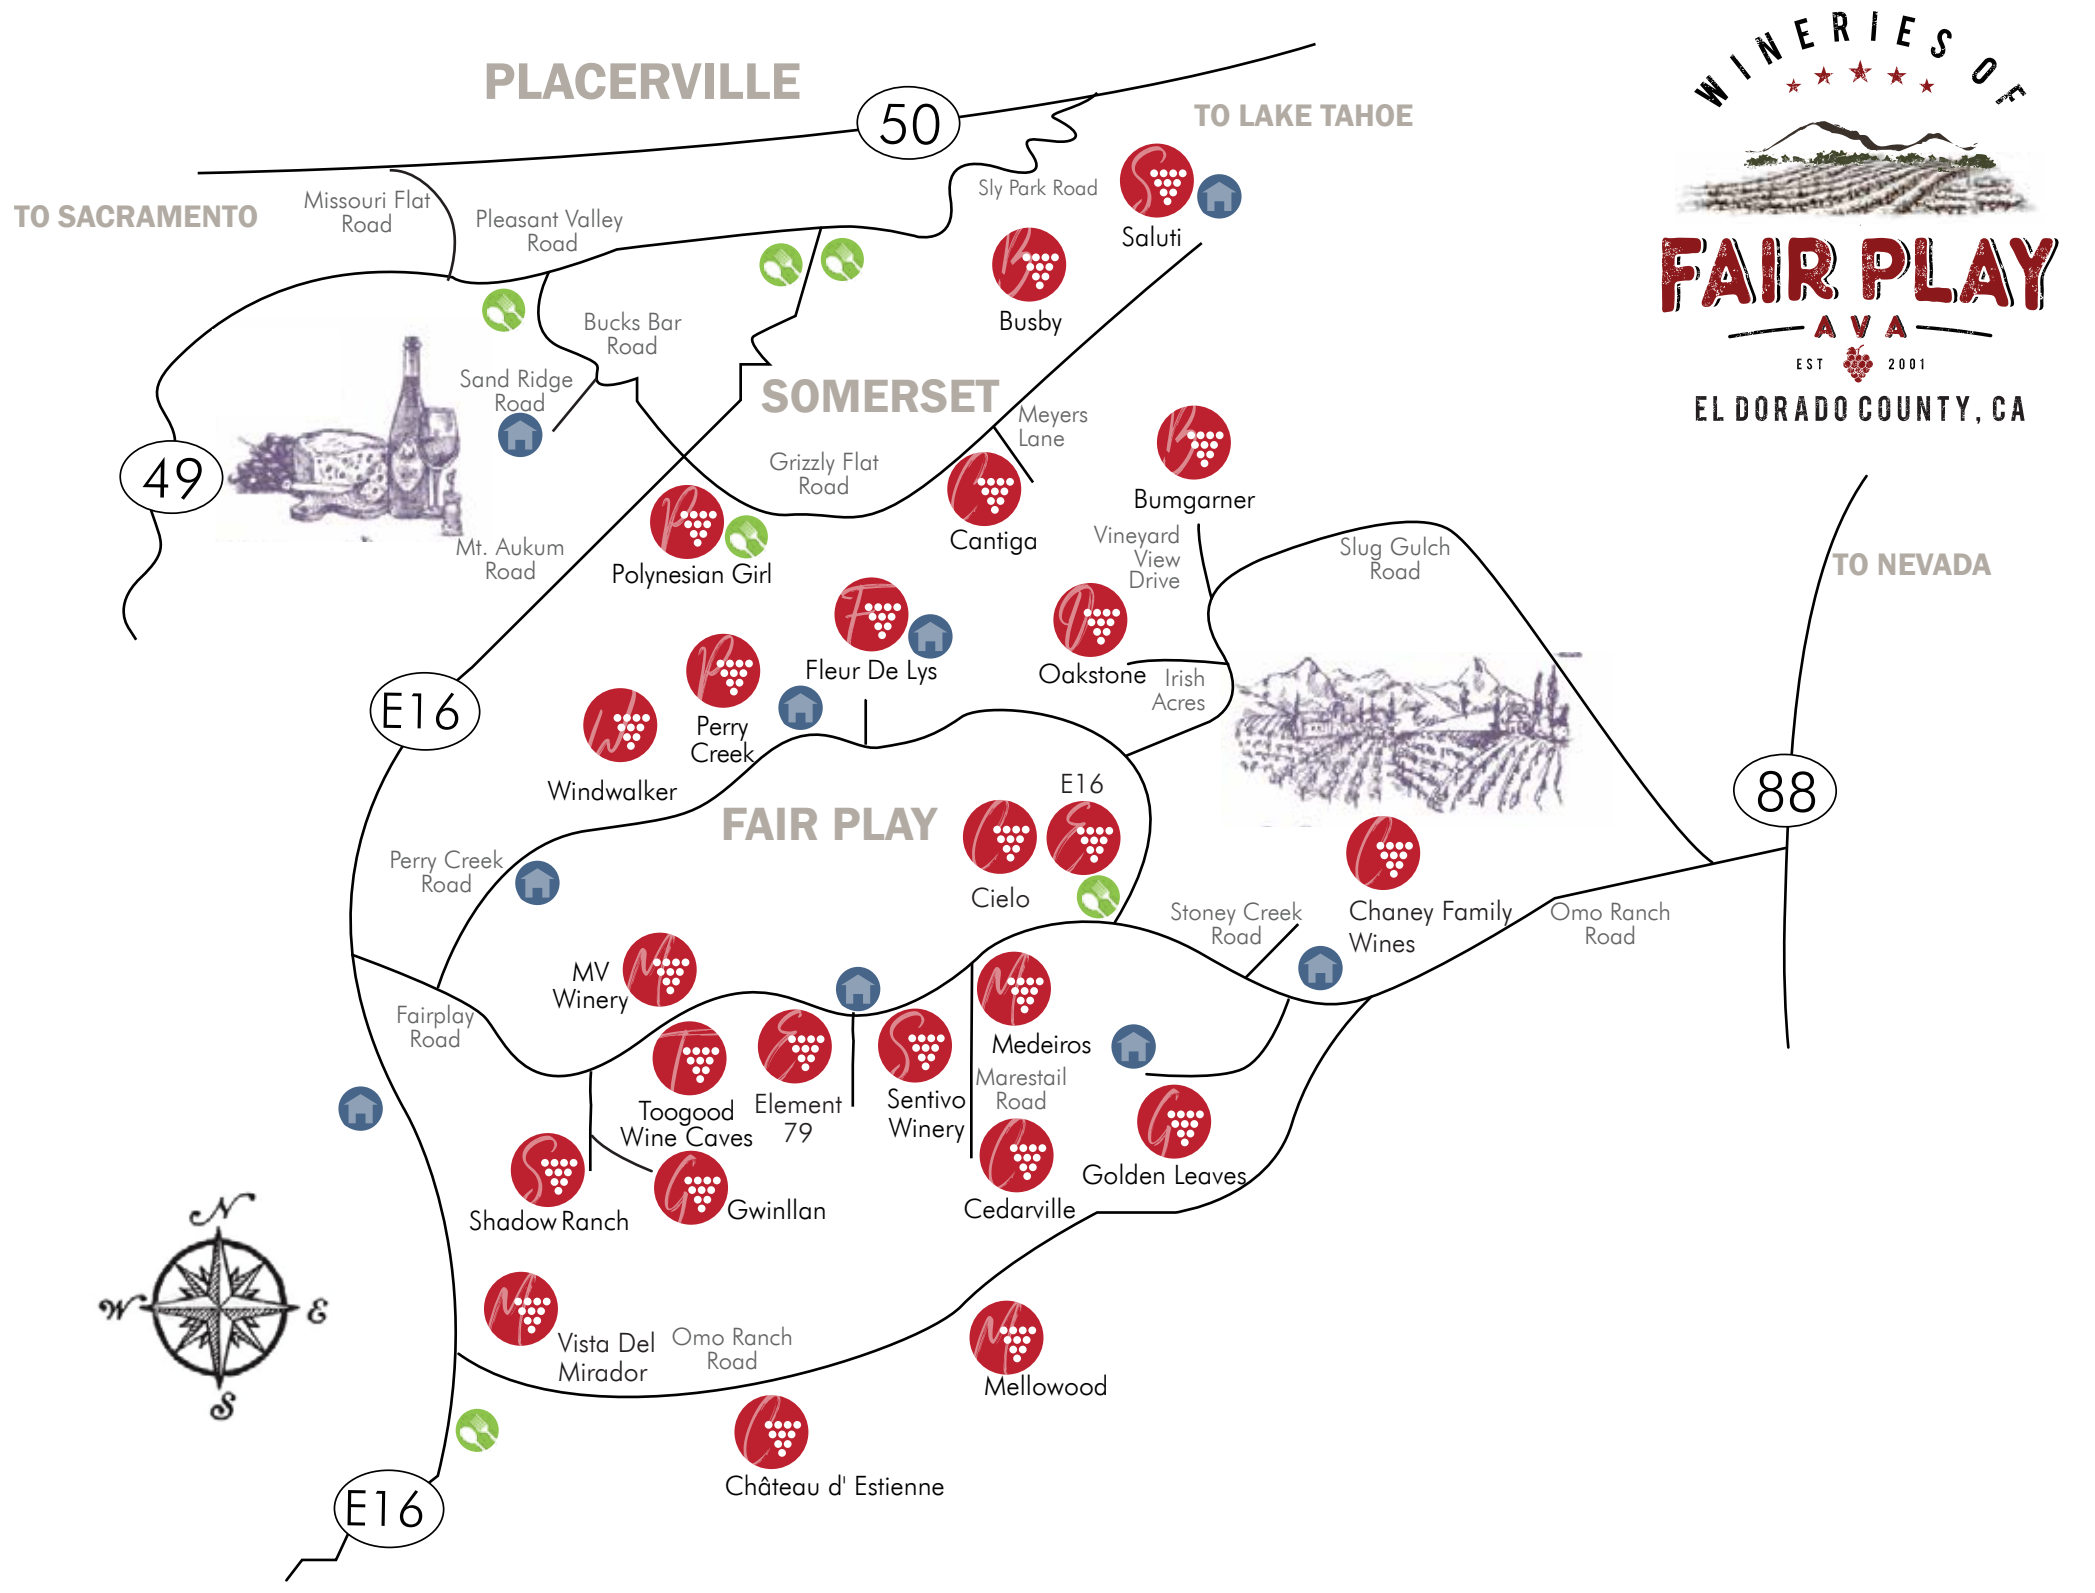 WINERIES OF
FAIR PLAY
AVA
EST 2001
EL DORADO COUNTY, CA
PLACERVILLE
50
TO LAKE TAHOE
TO SACRAMENTO
Missouri Flat
Road
Pleasant Valley
Road
Sly Park Road
Saluti
Busby
Bucks Bar
Road
Sand Ridge
Road
SOMERSET
Meyers
Lane
49
Grizzly Flat
Road
Cantiga
Bumgarner
Mt. Aukum
Road
Polynesian Girl
Vineyard
View
Drive
Slug Gulch
Road
TO NEVADA
Fleur De Lys
Oakstone
Irish
Acres
E16
Perry
Creek
Windwalker
FAIR PLAY
E16
88
Perry Creek
Road
Cielo
Stoney Creek
Road
Chaney Family
Wines
Omo Ranch
Road
MV
Winery
Fairplay
Road
Medeiros
Marestail
Road
Toogood
Wine Caves
Element
79
Sentivo
Winery
Golden Leaves
Cedarville
Shadow Ranch
Gwinllan
N
W
E
S
Vista Del
Mirador
Omo Ranch
Road
Mellowood
Château d' Estienne
E16